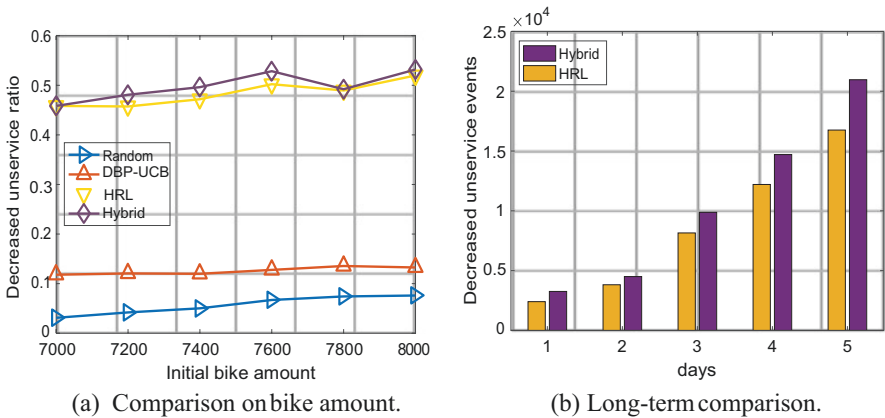 0.6
0.5
0.4
0.3
0.2
0.1
0
Decreased unservice ratio
Random
DBP-UCB
HRL
Hybrid
7000 7200 7400 7600 7800 8000
Initial bike amount
(a) Comparison on bike amount.
×10⁴
2.5
2
1.5
1
0.5
0
Decreased unservice events
Hybrid
HRL
1 2 3 4 5
days
(b) Long-term comparison.